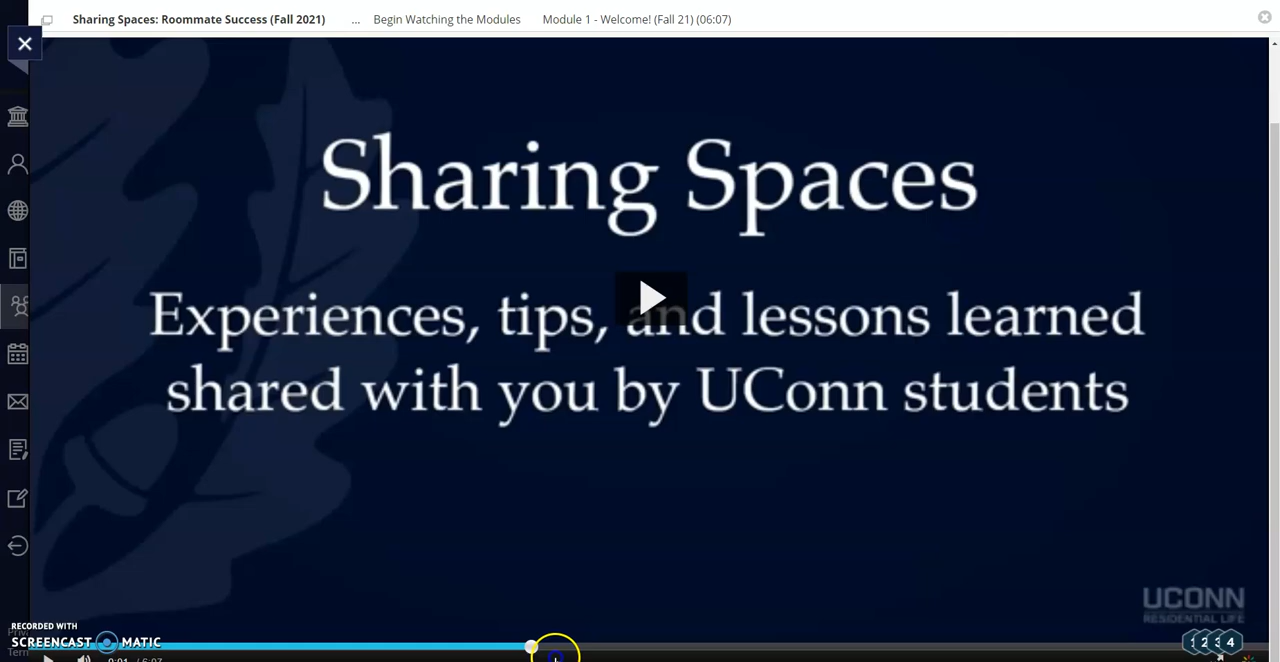 Sharing Spaces: Roommate Success (Fall 2021) ... Begin Watching the Modules Module 1 - Welcome! (Fall 21) (06:07)
Sharing Spaces
Experiences, tips, and lessons learned
shared with you by UConn students
UCONN
RESIDENTIAL LIFE
RECORDED WITH
SCREENCAST MATIC
1 2 3 4